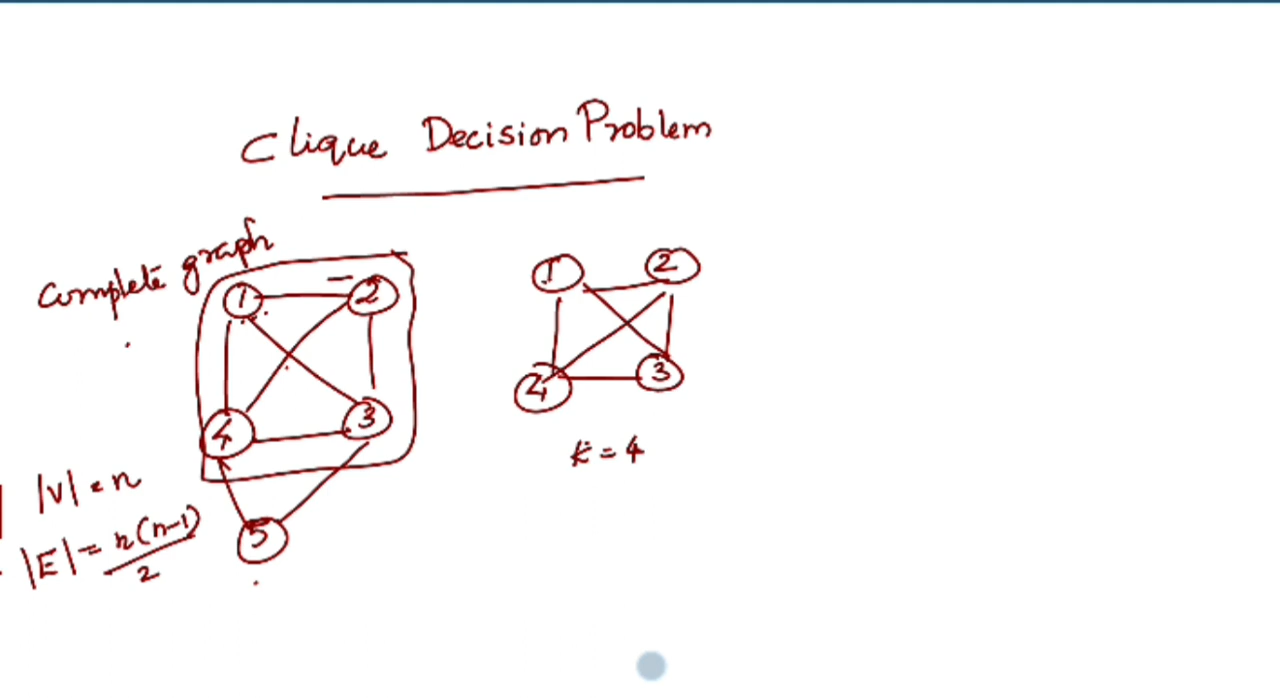 Clique Decision Problem
Complete graph
1 2
4 3
5
|V| = n
|E| = n(n-1)/2
1 2
4 3
k = 4